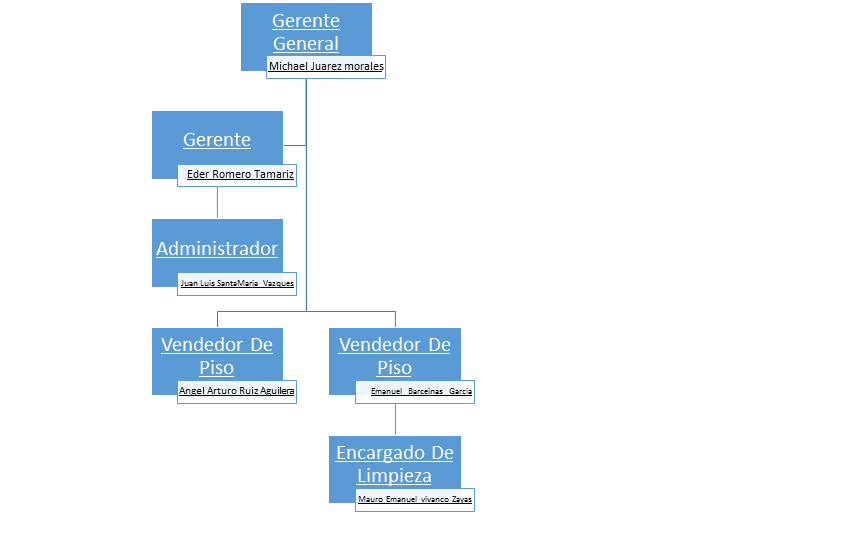 Gerente
General
Michael Juarez morales
Gerente
Eder Romero Tamariz
Administrador
Juan Luis SantaMaria Vazques
Vendedor De
Piso
Angel Arturo Ruiz Aguilera
Vendedor De
Piso
Emanuel Barceinas Garcia
Encargado De
Limpieza
Mauro Emanuel vivanco Zayas